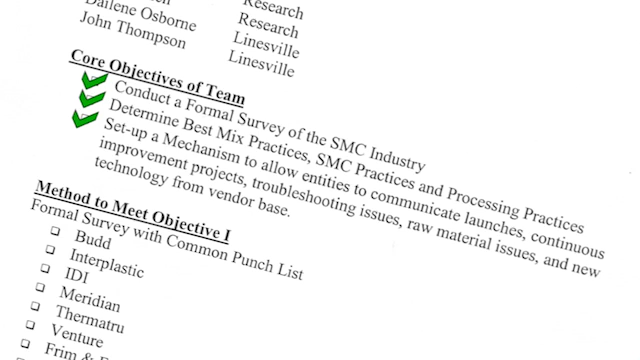 Research
Darlene Osborne Research
John Thompson Linesville
Linesville
Core Objectives of Team
Conduct a Formal Survey of the SMC Industry
Determine Best Mix Practices, SMC Practices and Processing Practices
Set-up a Mechanism to allow entities to communicate launches, continuous
improvement projects, troubleshooting issues, raw material issues, and new
technology from vendor base.
Method to Meet Objective I
Formal Survey with Common Punch List
Budd
Interplastic
IDI
Meridian
Thermatru
Venture
Frim &